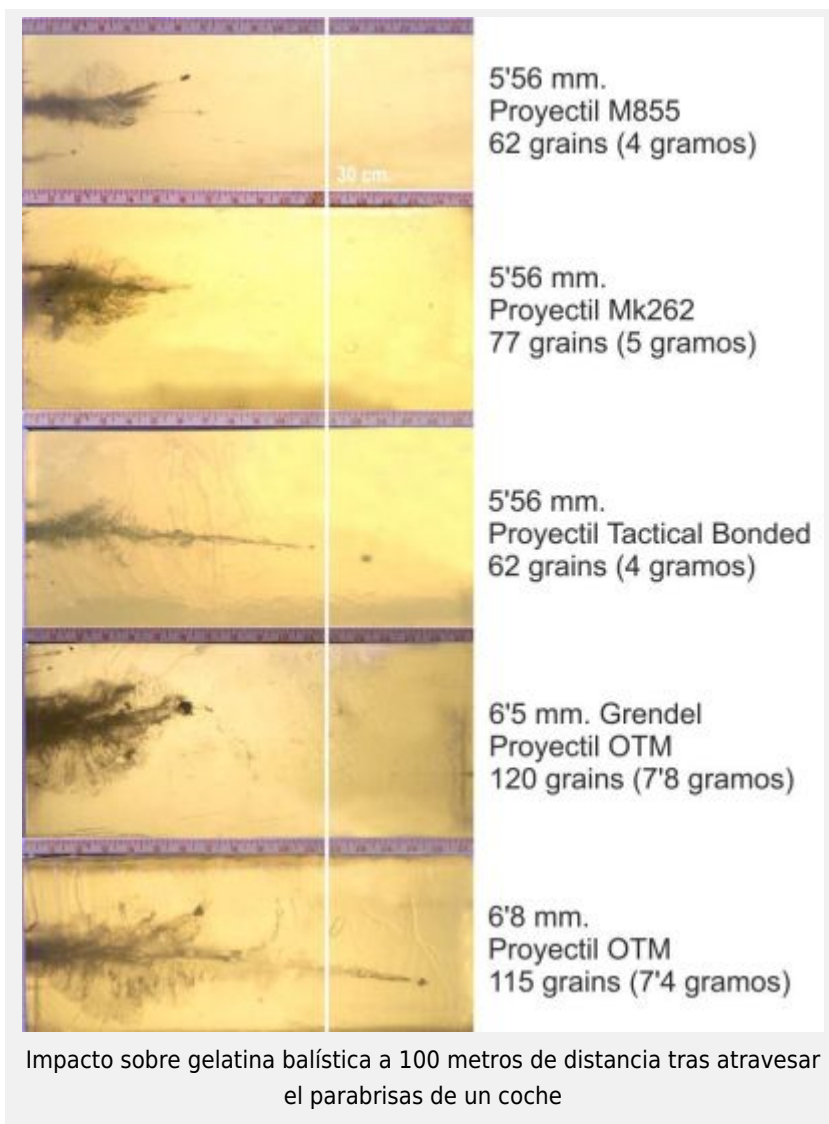 5'56 mm.
Proyectil M855
62 grains (4 gramos)
30 cm.
5'56 mm.
Proyectil Mk262
77 grains (5 gramos)
5'56 mm.
Proyectil Tactical Bonded
62 grains (4 gramos)
6'5 mm. Grendel
Proyectil OTM
120 grains (7'8 gramos)
6'8 mm.
Proyectil OTM
115 grains (7'4 gramos)
Impacto sobre gelatina balística a 100 metros de distancia tras atravesar
el parabrisas de un coche